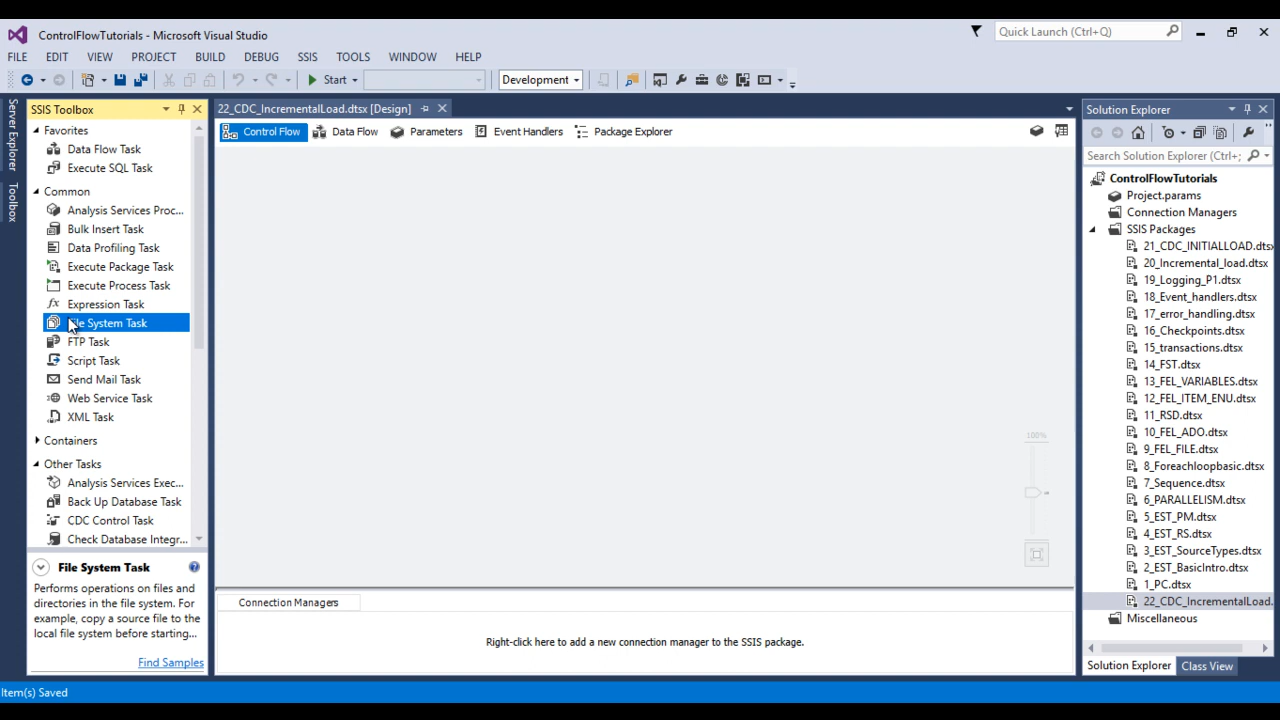 ControlFlowTutorials - Microsoft Visual Studio
Quick Launch (Ctrl+Q)
FILE EDIT VIEW PROJECT BUILD DEBUG SSIS TOOLS WINDOW HELP
Start
Development
Server Explorer
Toolbox
SSIS Toolbox
Favorites
Data Flow Task
Execute SQL Task
Common
Analysis Services Proc...
Bulk Insert Task
Data Profiling Task
Execute Package Task
Execute Process Task
Expression Task
File System Task
FTP Task
Script Task
Send Mail Task
Web Service Task
XML Task
Containers
Other Tasks
Analysis Services Exec...
Back Up Database Task
CDC Control Task
Check Database Integr...
File System Task
Performs operations on files and
directories in the file system. For
example, copy a source file to the
local file system before starting...
Find Samples
22_CDC_IncrementalLoad.dtsx [Design]
Control Flow Data Flow Parameters Event Handlers Package Explorer
100%
Connection Managers
Right-click here to add a new connection manager to the SSIS package.
Solution Explorer
Search Solution Explorer (Ctrl+;
ControlFlowTutorials
Project.params
Connection Managers
SSIS Packages
21_CDC_INITIALLOAD.dtsx
20_Incremental_load.dtsx
19_Logging_P1.dtsx
18_Event_handlers.dtsx
17_error_handling.dtsx
16_Checkpoints.dtsx
15_transactions.dtsx
14_FST.dtsx
13_FEL_VARIABLES.dtsx
12_FEL_ITEM_ENU.dtsx
11_RSD.dtsx
10_FEL_ADO.dtsx
9_FEL_FILE.dtsx
8_Foreachloopbasic.dtsx
7_Sequence.dtsx
6_PARALLELISM.dtsx
5_EST_PM.dtsx
4_EST_RS.dtsx
3_EST_SourceTypes.dtsx
2_EST_BasicIntro.dtsx
1_PC.dtsx
22_CDC_IncrementalLoad.
Miscellaneous
Solution Explorer Class View
Item(s) Saved